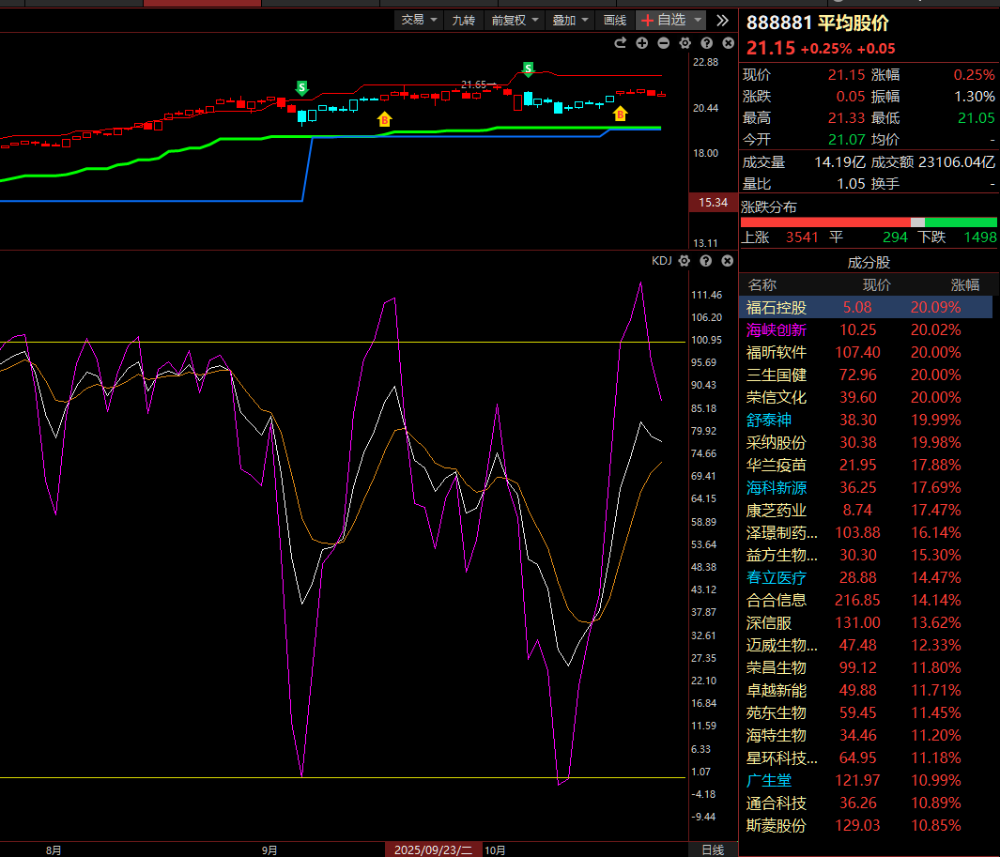 交易 九转 前复权 叠加 画线 +自选
888881 平均股价
21.15 +0.25% +0.05
现价 21.15 涨幅 0.25%
涨跌 0.05 振幅 1.30%
最高 21.33 最低 21.05
今开 21.07 均价 -
成交量 14.19亿 成交额 23106.04亿
量比 1.05 换手 -
涨跌分布
上涨 3541 平 294 下跌 1498
成分股
名称 现价 涨幅
福石控股 5.08 20.09%
海峡创新 10.25 20.02%
福昕软件 107.40 20.00%
三生国健 72.96 20.00%
荣信文化 39.60 20.00%
舒泰神 38.30 19.99%
采纳股份 30.38 19.98%
华兰疫苗 21.95 17.88%
海科新源 36.25 17.69%
康芝药业 8.74 17.47%
泽璟制药... 103.88 16.14%
益方生物... 30.30 15.30%
春立医疗 28.88 14.47%
合合信息 216.85 14.14%
深信服 131.00 13.62%
迈威生物... 47.48 12.33%
荣昌生物 99.12 11.80%
卓越新能 49.88 11.71%
苑东生物 59.45 11.45%
海特生物 34.46 11.20%
星环科技... 64.95 11.18%
广生堂 121.97 10.99%
通合科技 36.26 10.89%
斯菱股份 129.03 10.85%
22.88
20.44
18.00
15.34
13.11
S
S
21.65
B
B
KDJ
111.46
106.20
100.95
95.69
90.43
85.18
79.92
74.66
69.41
64.15
58.89
53.64
48.38
43.12
37.87
32.61
27.35
22.10
16.84
11.59
6.33
1.07
-4.18
-9.44
8月 9月 2025/09/23/二 10月 日线